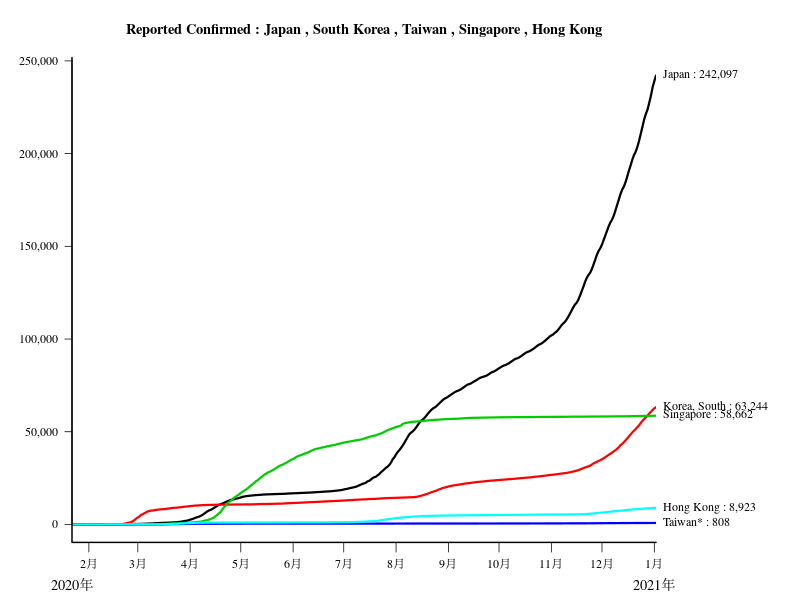 Reported Confirmed : Japan , South Korea , Taiwan , Singapore , Hong Kong
250,000
Japan : 242,097
200,000
150,000
100,000
Korea, South : 63,244
Singapore : 58,662
50,000
Hong Kong : 8,923
Taiwan* : 808
0
2月 3月 4月 5月 6月 7月 8月 9月 10月 11月 12月 1月
2020年 2021年